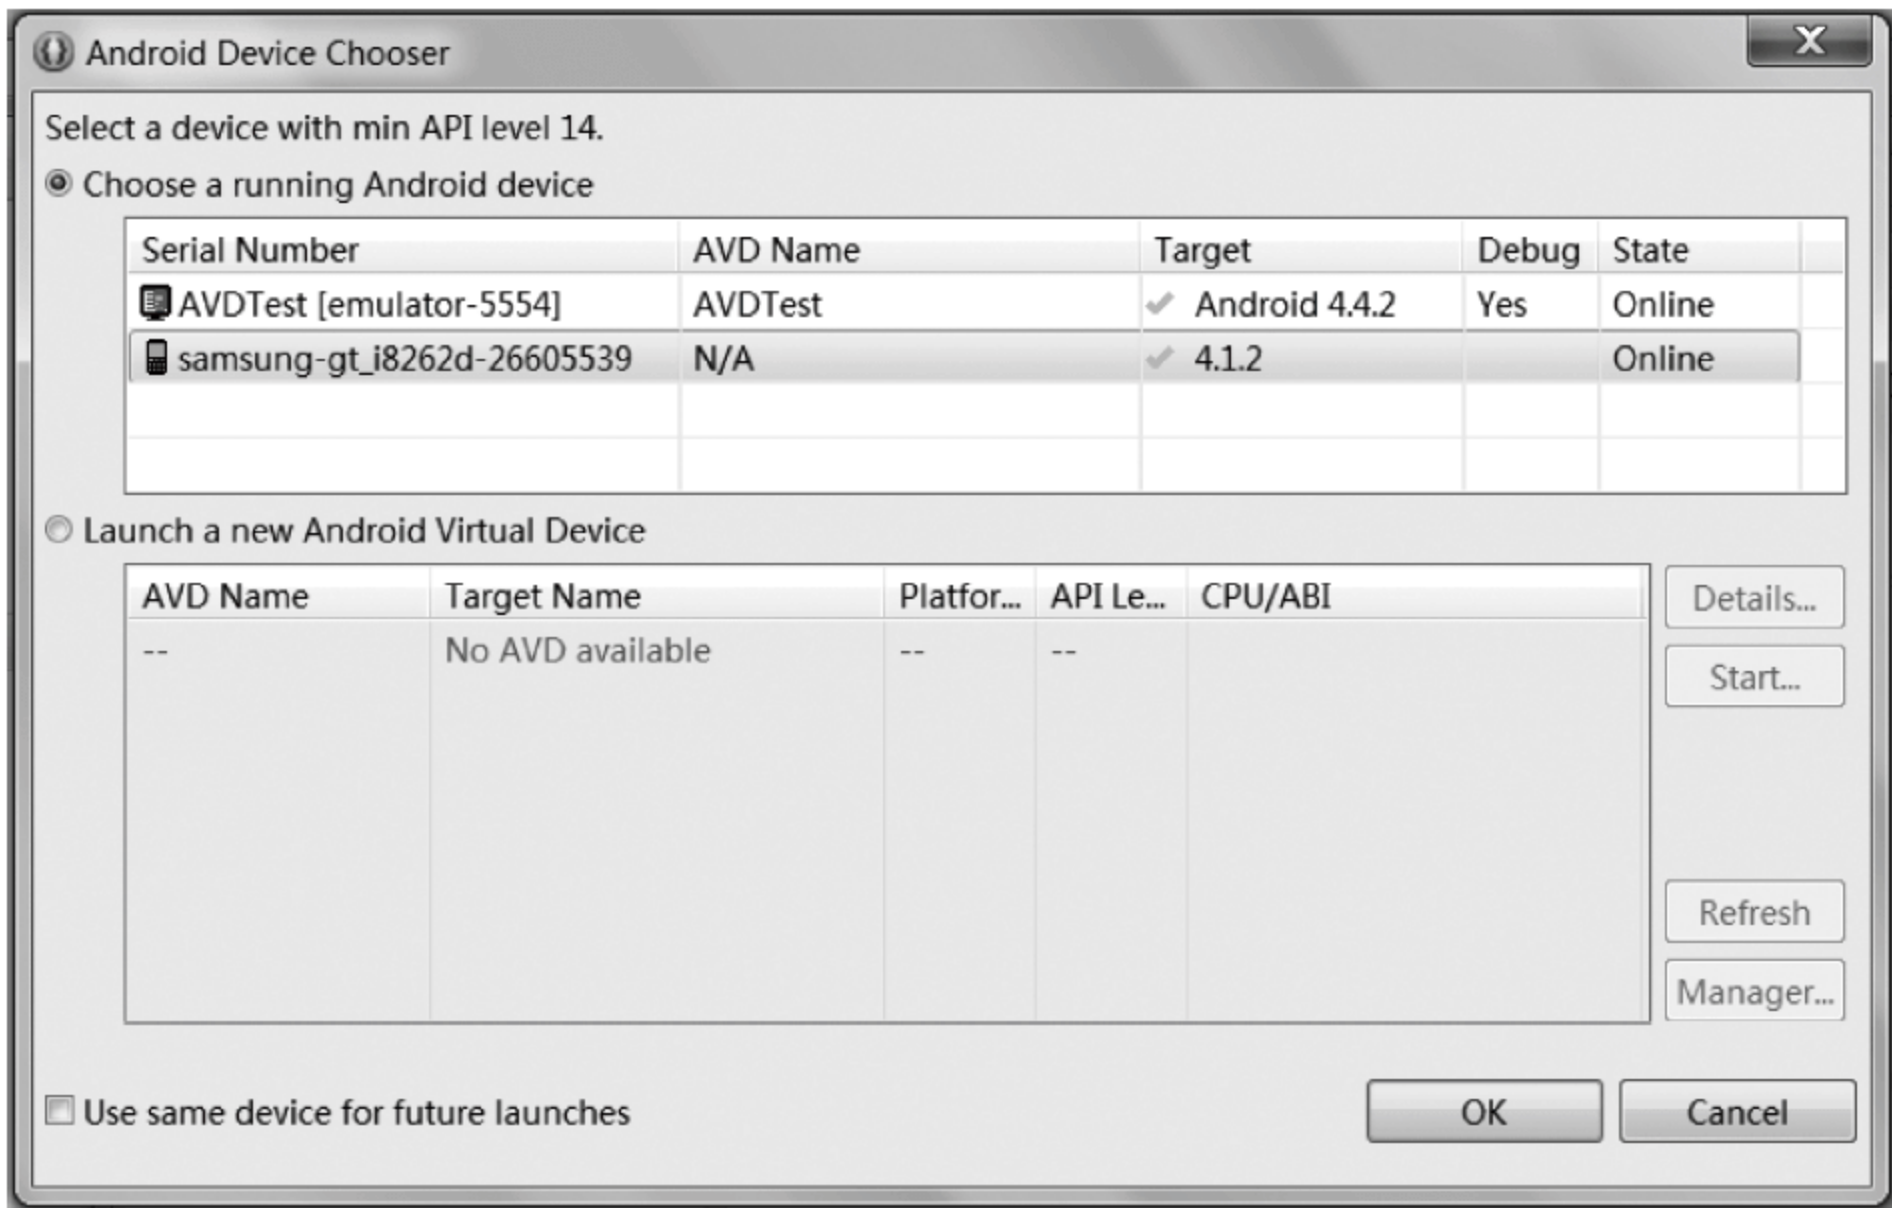 Android Device Chooser
X
Select a device with min API level 14.
Choose a running Android device
Serial Number AVD Name Target Debug State
AVDTest [emulator-5554] AVDTest Android 4.4.2 Yes Online
samsung-gt_i8262d-26605539 N/A 4.1.2 Online
Launch a new Android Virtual Device
AVD Name Target Name Platfor... API Le... CPU/ABI
-- No AVD available -- --
Details...
Start...
Refresh
Manager...
Use same device for future launches
OK Cancel